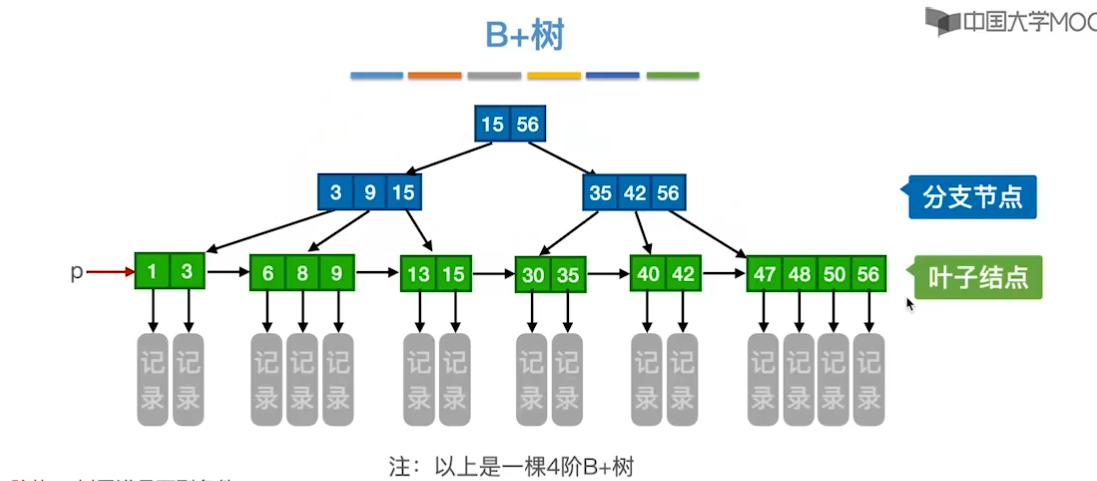 中国大学MOC
B+树
15 56
3 9 15
35 42 56
分支节点
p
1 3
6 8 9
13 15
30 35
40 42
47 48 50 56
叶子结点
记录 记录 记录 记录 记录 记录 记录 记录 记录 记录 记录 记录 记录 记录 记录
注：以上是一棵4阶B+树